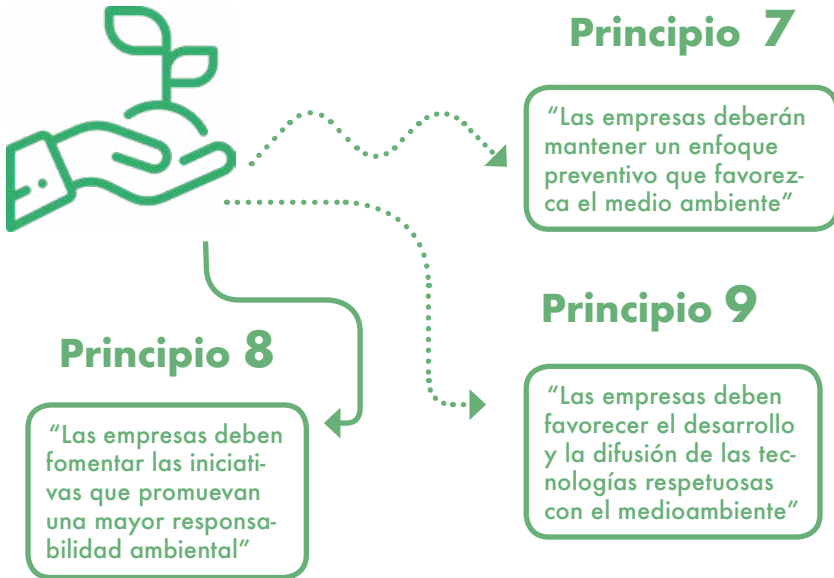 Principio 7
“Las empresas deberán
mantener un enfoque
preventivo que favorez-
ca el medio ambiente”
Principio 8
“Las empresas deben
fomentar las iniciati-
vas que promuevan
una mayor responsa-
bilidad ambiental”
Principio 9
“Las empresas deben
favorecer el desarrollo
y la difusión de las tec-
nologías respetuosas
con el medioambiente”